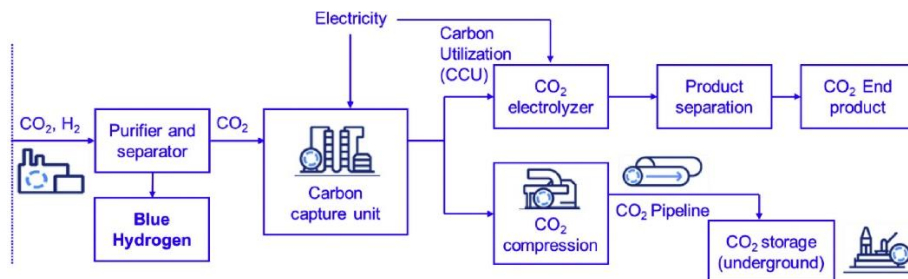 Electricity
Carbon
Utilization
(CCU)
CO₂
electrolyzer
Product
separation
CO₂ End
product
CO₂, H₂
Purifier and
separator
CO₂
Carbon
capture unit
Blue
Hydrogen
CO₂
compression
CO₂ Pipeline
CO₂ storage
(underground)